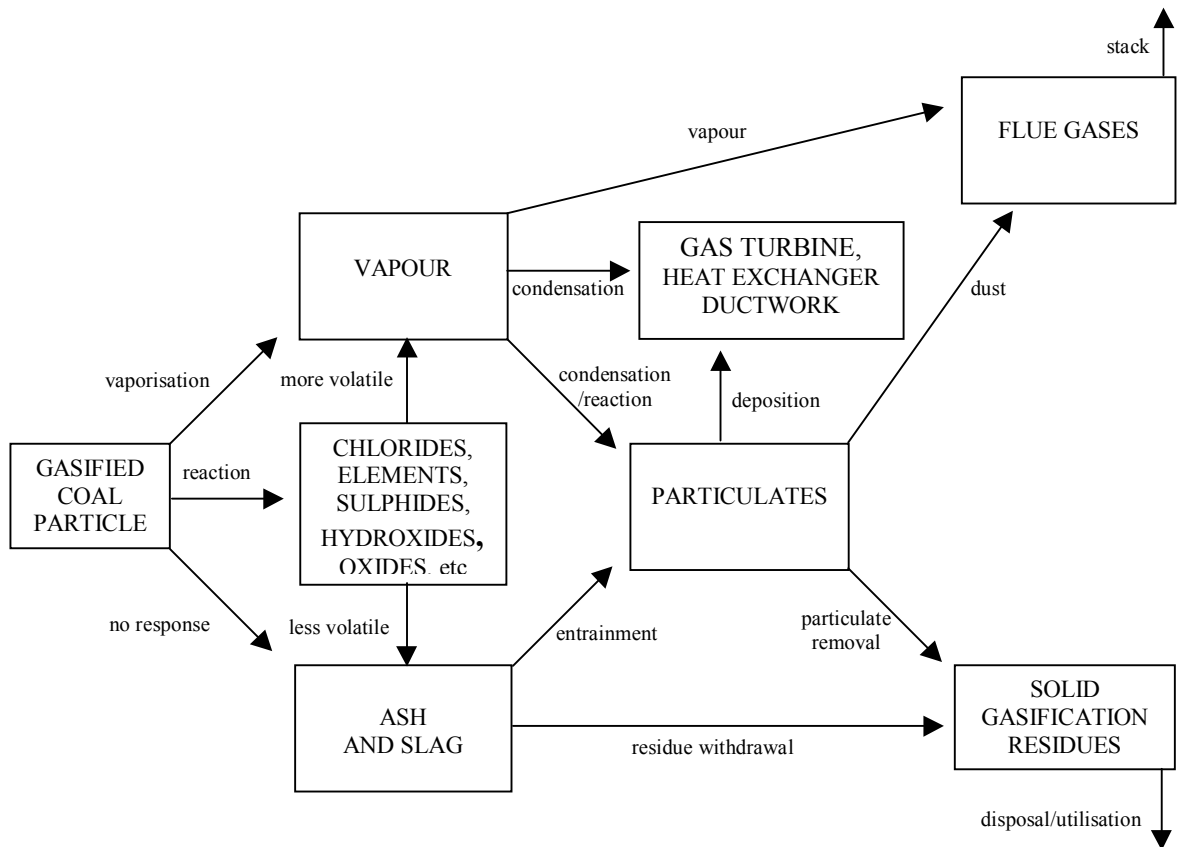 stack
FLUE GASES
vapour
VAPOUR
GAS TURBINE,
HEAT EXCHANGER
DUCTWORK
condensation
dust
vaporisation
more volatile
condensation
/reaction
deposition
GASIFIED
COAL
PARTICLE
reaction
CHLORIDES,
ELEMENTS,
SULPHIDES,
HYDROXIDES,
OXIDES, etc
PARTICULATES
no response
less volatile
entrainment
particulate
removal
ASH
AND SLAG
residue withdrawal
SOLID
GASIFICATION
RESIDUES
disposal/utilisation